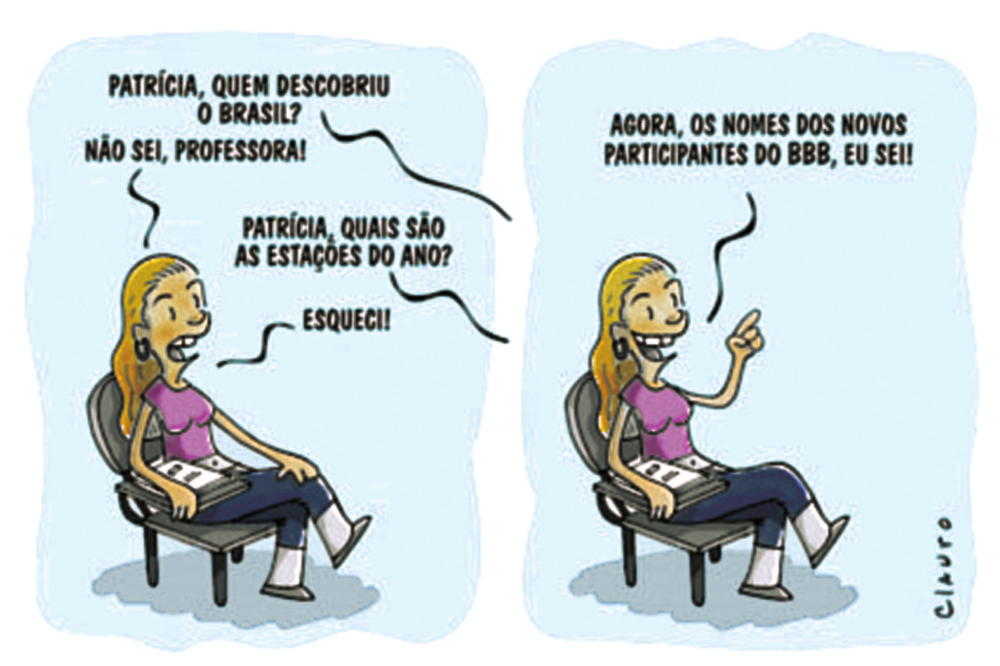 PATRÍCIA, QUEM DESCOBRIU
O BRASIL?
NÃO SEI, PROFESSORA!
PATRÍCIA, QUAIS SÃO
AS ESTAÇÕES DO ANO?
ESQUECI!
AGORA, OS NOMES DOS NOVOS
PARTICIPANTES DO BBB, EU SEI!
Clauro